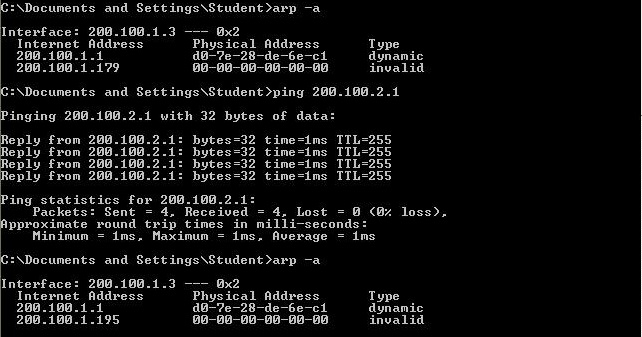 C:\Documents and Settings\Student>arp -a
Interface: 200.100.1.3 --- 0x2
Internet Address Physical Address Type
200.100.1.1 d0-7e-28-de-6e-c1 dynamic
200.100.1.179 00-00-00-00-00-00 invalid
C:\Documents and Settings\Student>ping 200.100.2.1
Pinging 200.100.2.1 with 32 bytes of data:
Reply from 200.100.2.1: bytes=32 time=1ms TTL=255
Reply from 200.100.2.1: bytes=32 time=1ms TTL=255
Reply from 200.100.2.1: bytes=32 time=1ms TTL=255
Reply from 200.100.2.1: bytes=32 time=1ms TTL=255
Ping statistics for 200.100.2.1:
Packets: Sent = 4, Received = 4, Lost = 0 (0% loss),
Approximate round trip times in milli-seconds:
Minimum = 1ms, Maximum = 1ms, Average = 1ms
C:\Documents and Settings\Student>arp -a
Interface: 200.100.1.3 --- 0x2
Internet Address Physical Address Type
200.100.1.1 d0-7e-28-de-6e-c1 dynamic
200.100.1.195 00-00-00-00-00-00 invalid